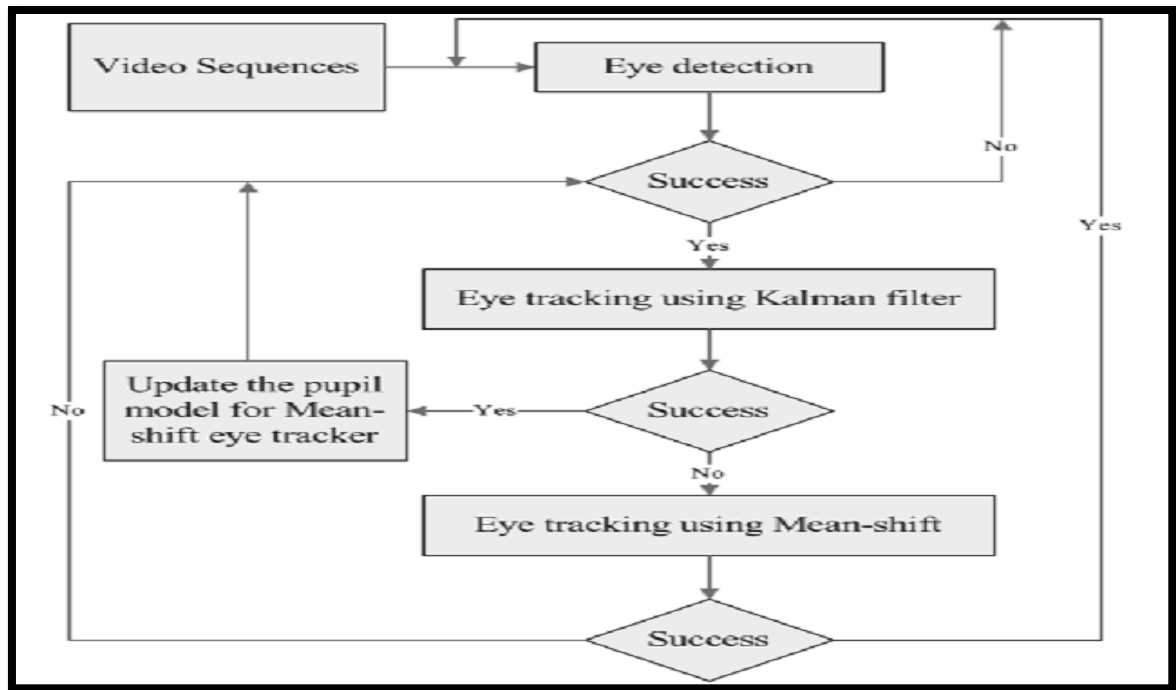 Video Sequences
Eye detection
No
Success
Yes
Yes
Eye tracking using Kalman filter
Update the pupil
model for Mean-
shift eye tracker
No
Yes
Success
No
Eye tracking using Mean-shift
Success